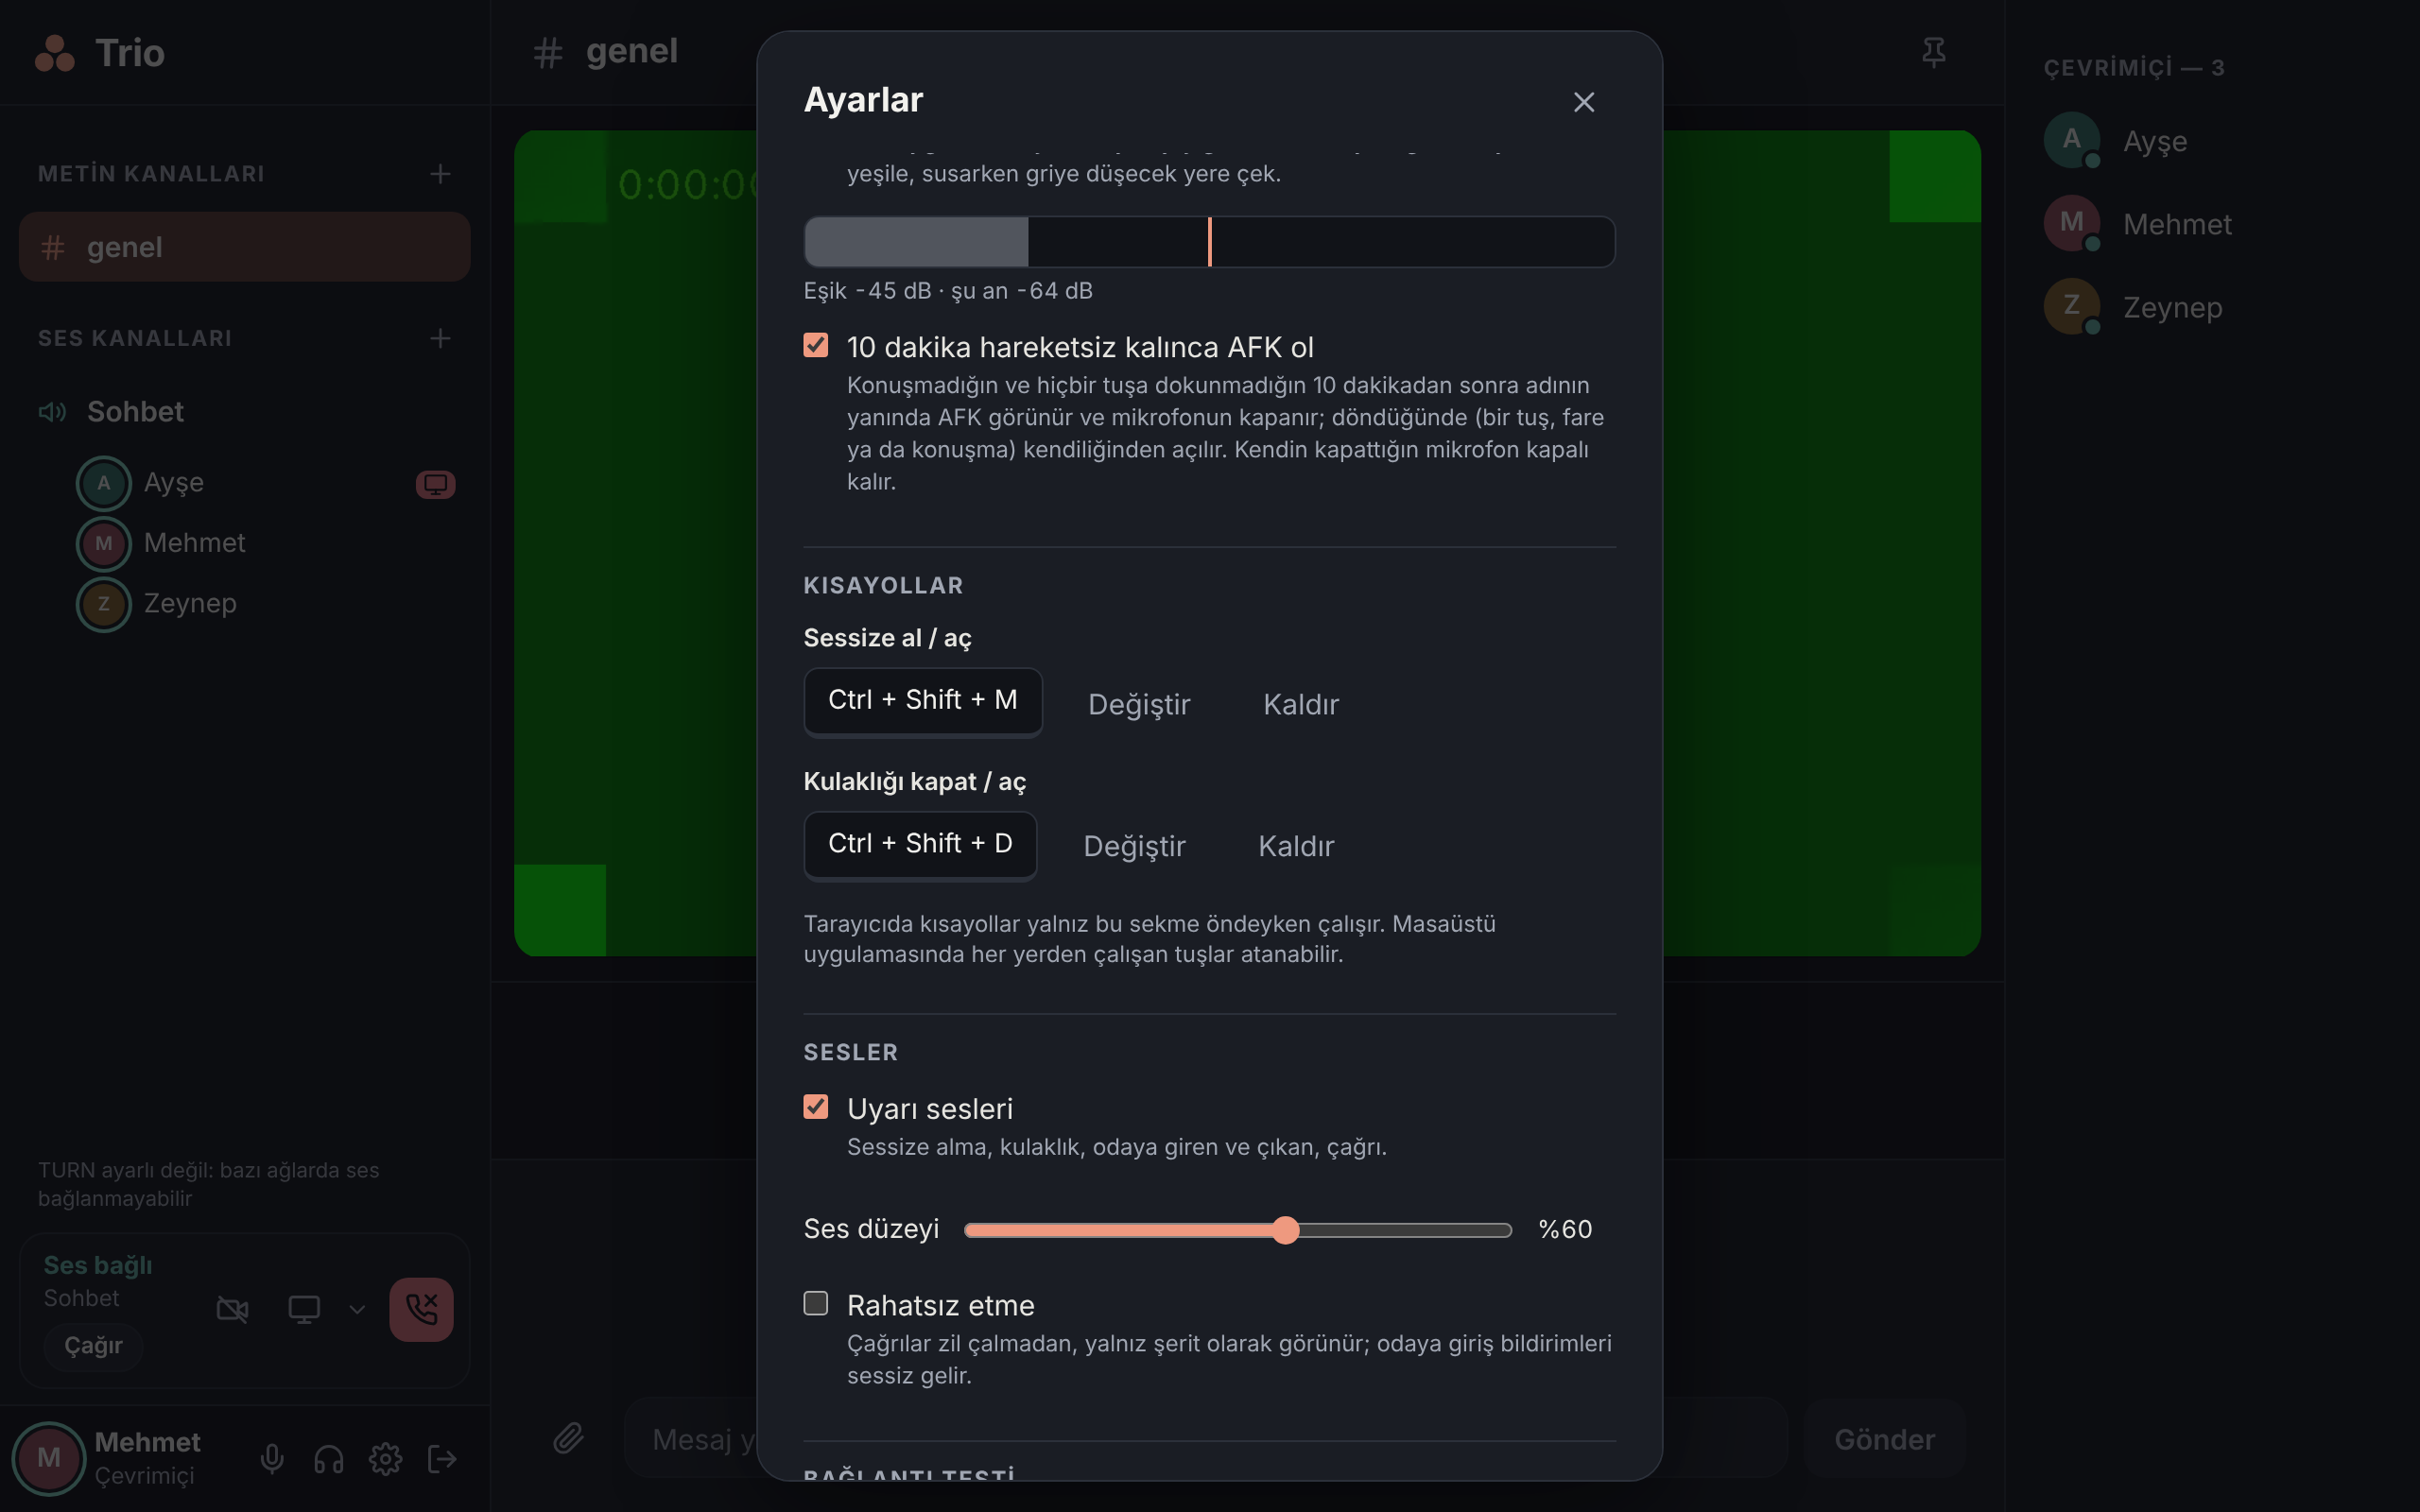 Trio
METİN KANALLARI
genel
SES KANALLARI
Sohbet
A Ayşe
M Mehmet
Z Zeynep
TURN ayarlı değil: bazı ağlarda ses
bağlanmayabilir
Ses bağlı
Sohbet
Çağır
M Mehmet
Çevrimiçi
# genel
0:00:00
Mesaj y
Gönder
Ayarlar
yeşile, susarken griye düşecek yere çek.
Eşik -45 dB · şu an -64 dB
10 dakika hareketsiz kalınca AFK ol
Konuşmadığın ve hiçbir tuşa dokunmadığın 10 dakikadan sonra adının
yanında AFK görünür ve mikrofonun kapanır; döndüğünde (bir tuş, fare
ya da konuşma) kendiliğinden açılır. Kendin kapattığın mikrofon kapalı
kalır.
KISAYOLLAR
Sessize al / aç
Ctrl + Shift + M Değiştir Kaldır
Kulaklığı kapat / aç
Ctrl + Shift + D Değiştir Kaldır
Tarayıcıda kısayollar yalnız bu sekme öndeyken çalışır. Masaüstü
uygulamasında her yerden çalışan tuşlar atanabilir.
SESLER
Uyarı sesleri
Sessize alma, kulaklık, odaya giren ve çıkan, çağrı.
Ses düzeyi %60
Rahatsız etme
Çağrılar zil çalmadan, yalnız şerit olarak görünür; odaya giriş bildirimleri
sessiz gelir.
BAĞLANTI TESTİ
ÇEVRİMİÇİ — 3
A Ayşe
M Mehmet
Z Zeynep